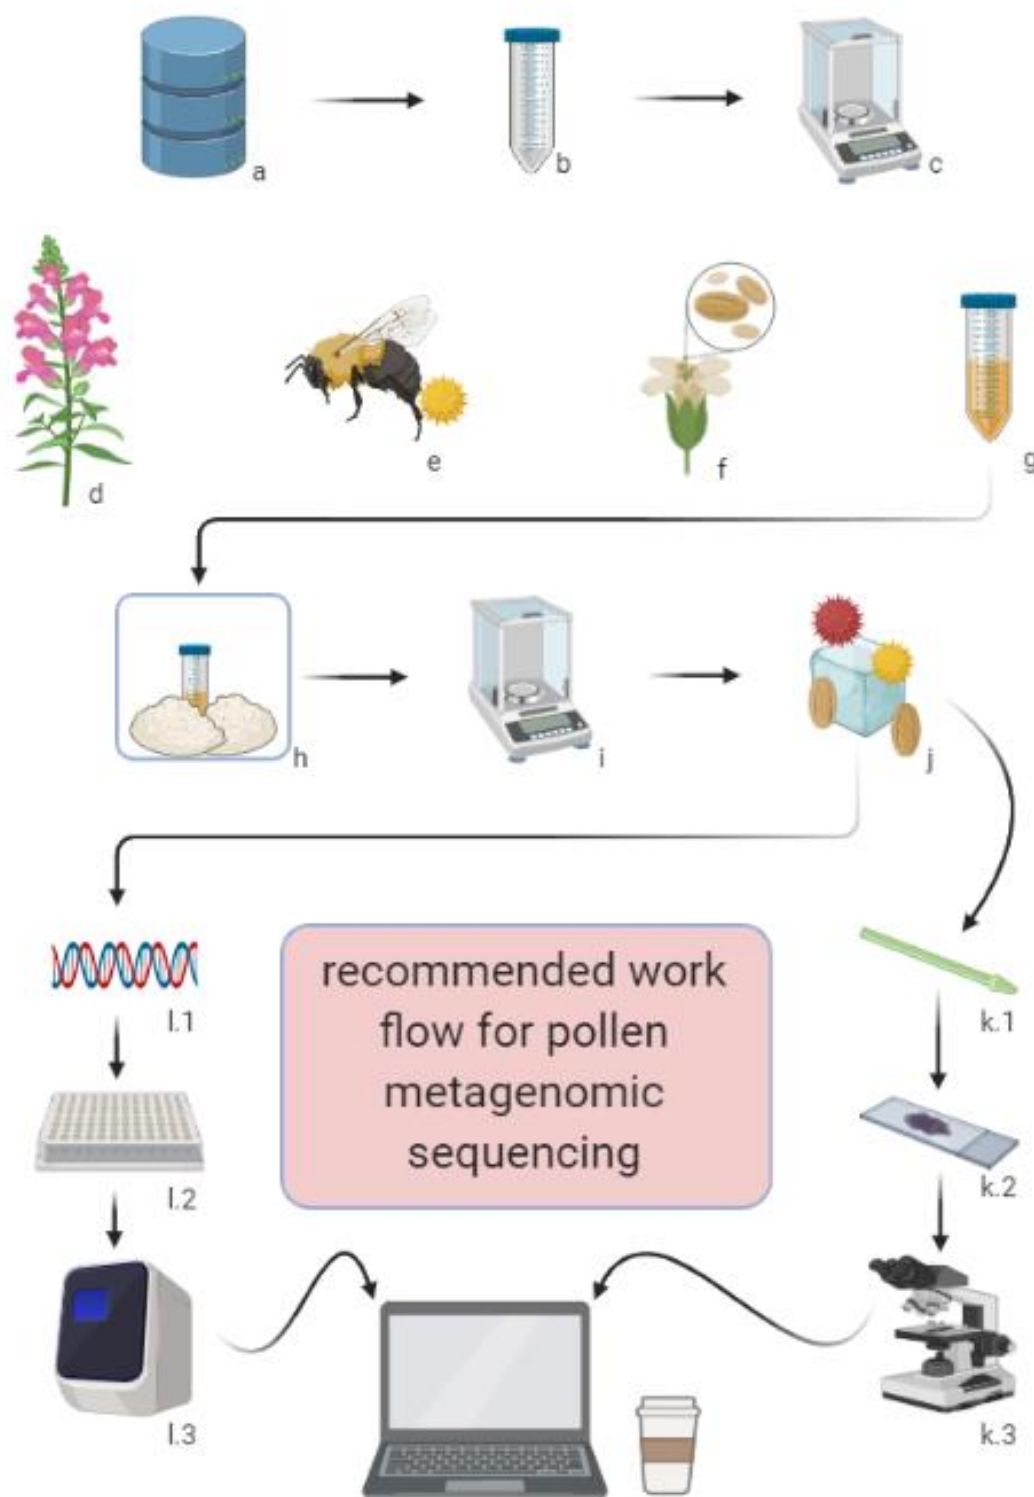 a
b
c
d
e
f
g
h
i
j
l.1
k.1
recommended work
flow for pollen
metagenomic
sequencing
l.2
k.2
l.3
k.3